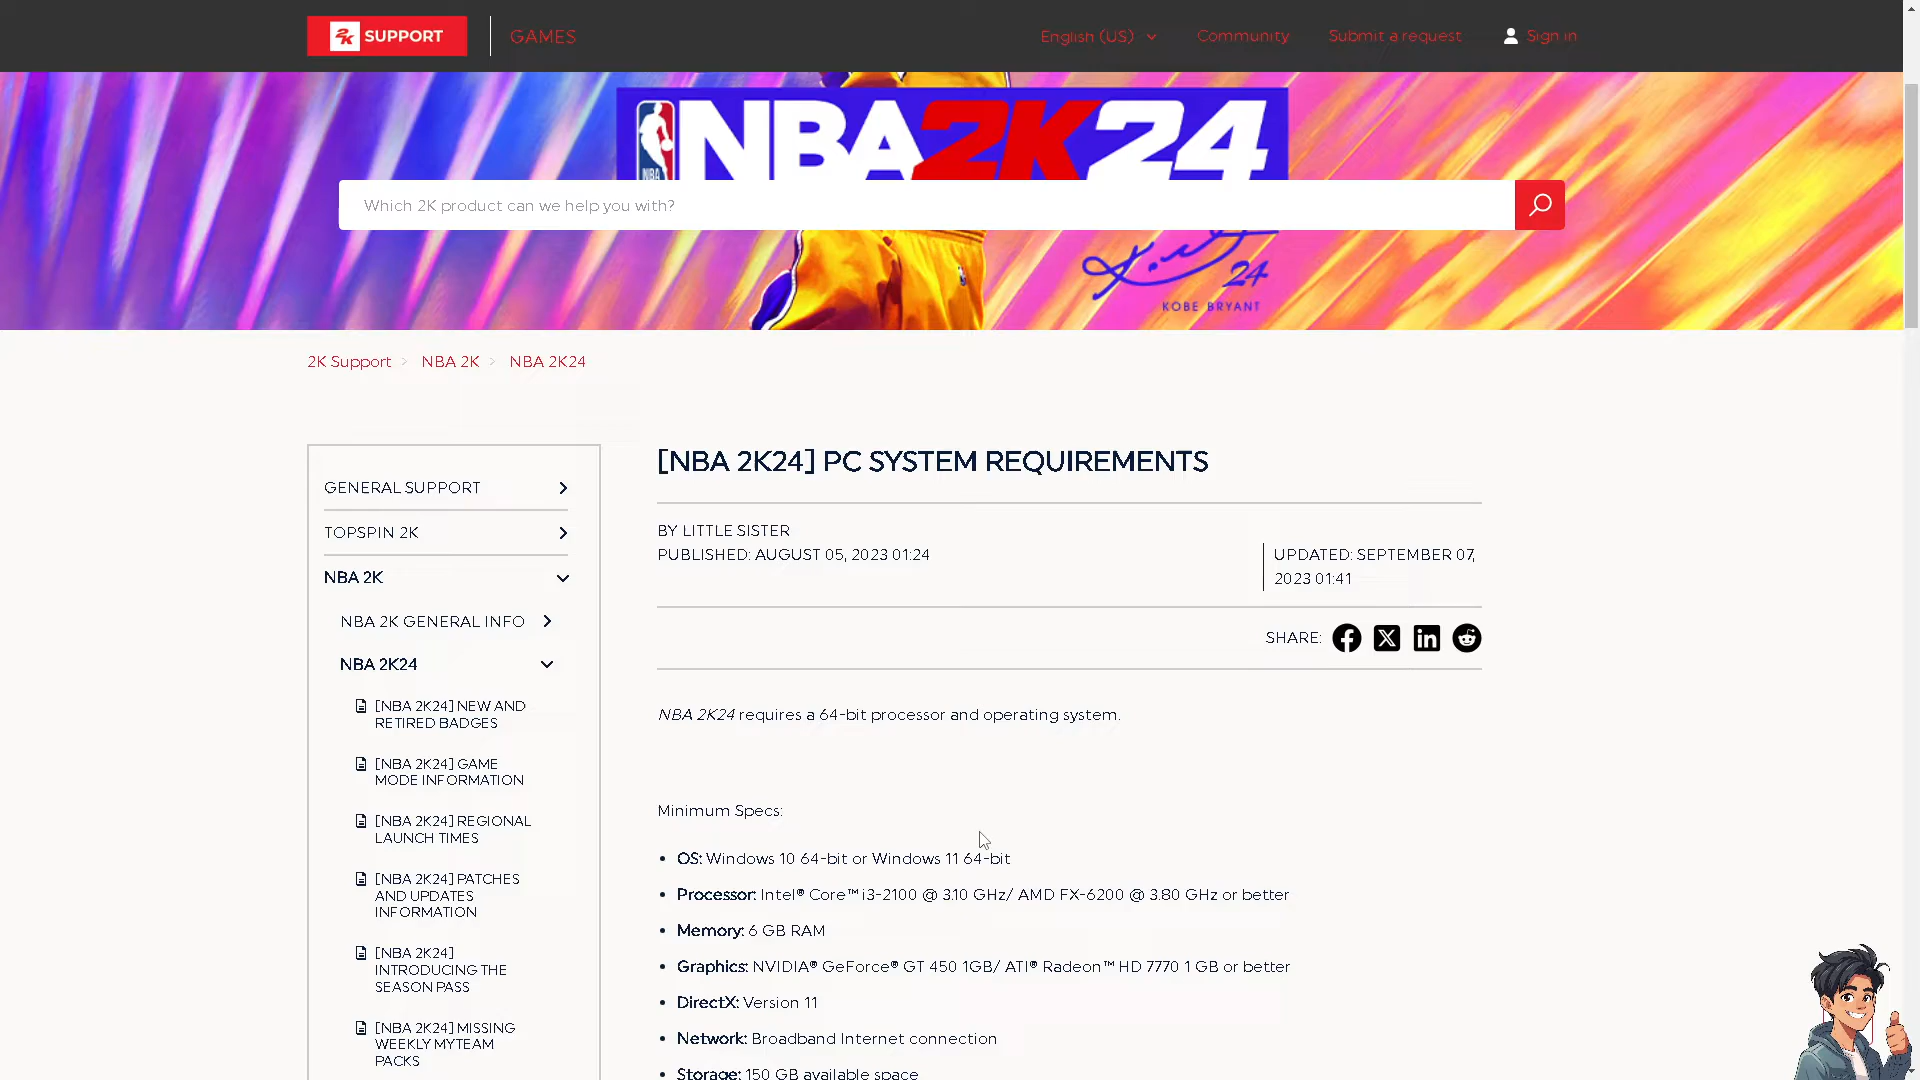 2K SUPPORT
GAMES
English (US)
Community
Submit a request
Sign in
NBA 2K24
NBA
Which 2K product can we help you with?
24
KOBE BRYANT
2K Support > NBA 2K > NBA 2K24
GENERAL SUPPORT
TOPSPIN 2K
NBA 2K
NBA 2K GENERAL INFO
NBA 2K24
[NBA 2K24] NEW AND
RETIRED BADGES
[NBA 2K24] GAME
MODE INFORMATION
[NBA 2K24] REGIONAL
LAUNCH TIMES
[NBA 2K24] PATCHES
AND UPDATES
INFORMATION
[NBA 2K24]
INTRODUCING THE
SEASON PASS
[NBA 2K24] MISSING
WEEKLY MYTEAM
PACKS
[NBA 2K24] PC SYSTEM REQUIREMENTS
BY LITTLE SISTER
PUBLISHED: AUGUST 05, 2023 01:24
UPDATED: SEPTEMBER 07,
2023 01:41
SHARE:
NBA 2K24 requires a 64-bit processor and operating system.
Minimum Specs:
• OS: Windows 10 64-bit or Windows 11 64-bit
• Processor: Intel® Core™ i3-2100 @ 3.10 GHz/ AMD FX-6200 @ 3.80 GHz or better
• Memory: 6 GB RAM
• Graphics: NVIDIA® GeForce® GT 450 1GB/ ATI® Radeon™ HD 7770 1 GB or better
• DirectX: Version 11
• Network: Broadband Internet connection
• Storage: 150 GB available space